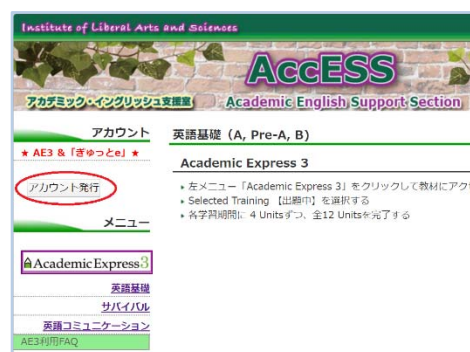 Institute of Liberal Arts and Sciences
AccESS
アカデミック・イングリッシュ支援室
Academic English Support Section
アカウント
★ AE3 & 「ぎゅっとe」 ★
アカウント発行
メニュー
Academic Express3
英語基礎
サバイバル
英語コミュニケーション
AE3利用FAQ
英語基礎（A, Pre-A, B）
Academic Express 3
左メニュー「Academic Express 3」をクリックして教材にアク
Selected Training 【出題中】を選択する
各学習期間に 4 Unitsずつ、全12 Unitsを完了する